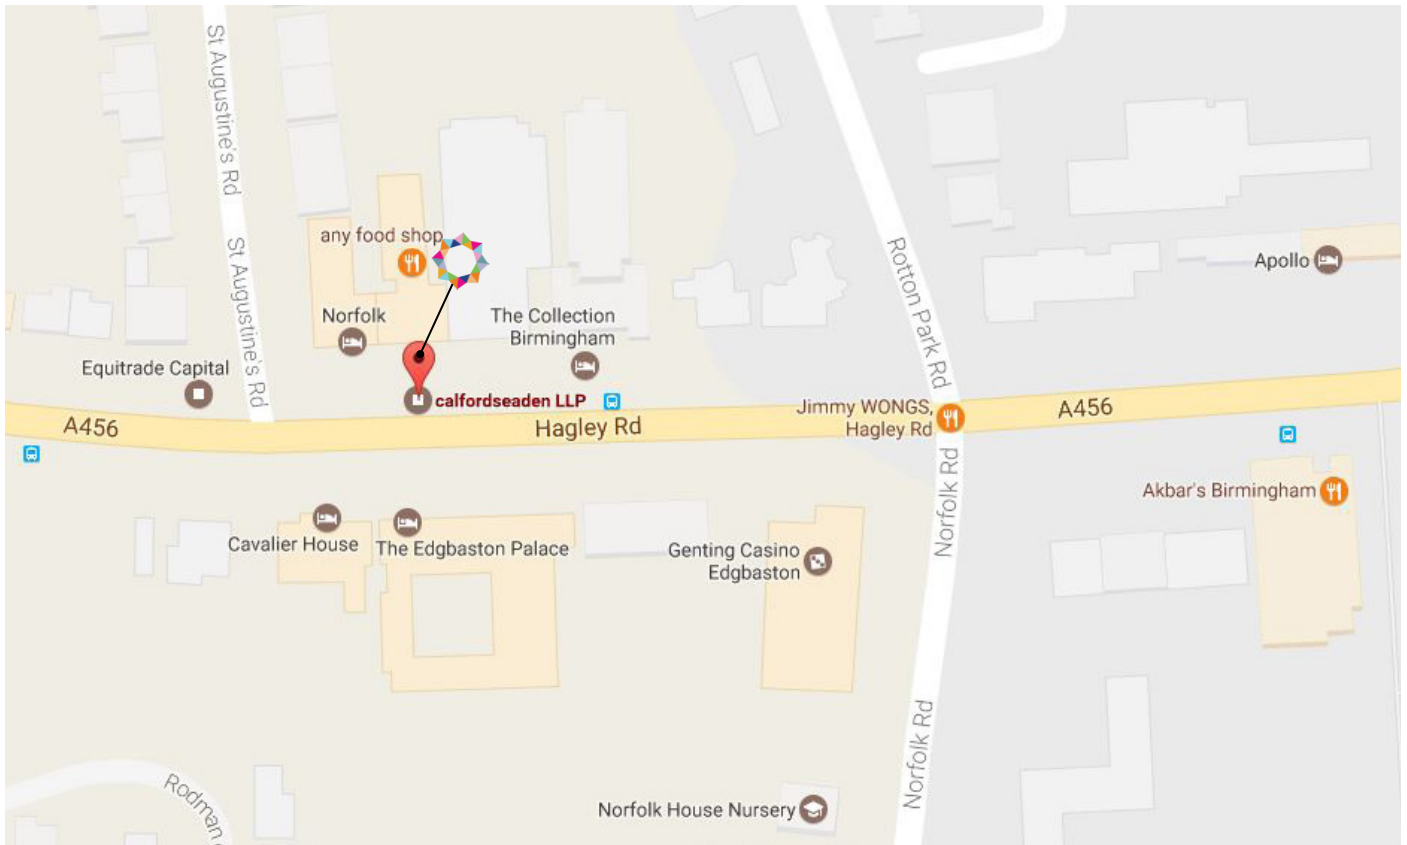 St Augustine's Rd
St Augustine's Rd
any food shop
Norfolk
The Collection
Birmingham
Equitrade Capital
calfordseaden LLP
A456
Hagley Rd
Rotton Park Rd
Apollo
Jimmy WONGS,
Hagley Rd
A456
Norfolk Rd
Akbar's Birmingham
Cavalier House
The Edgbaston Palace
Genting Casino
Edgbaston
Norfolk Rd
Rodman
Norfolk House Nursery